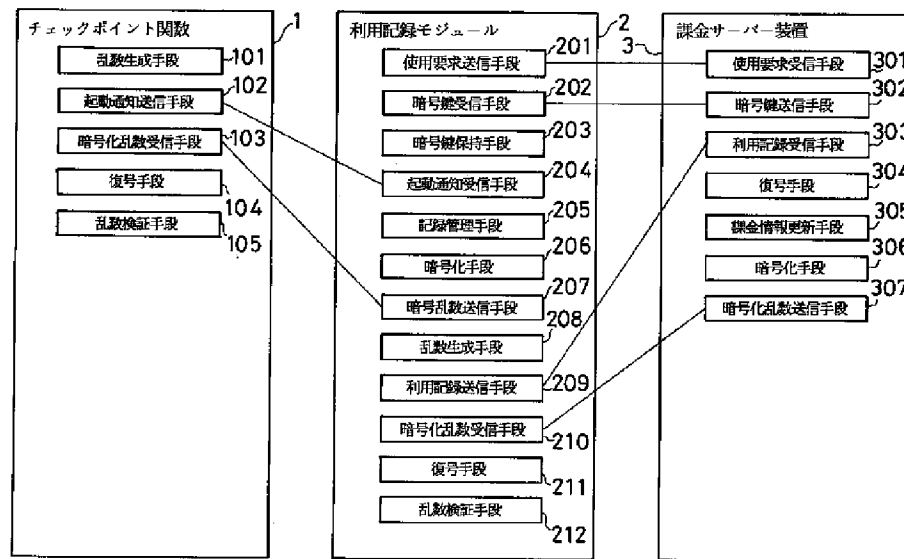 チェックポイント関数
1
乱数生成手段
101
起動通知送信手段
102
暗号化乱数受信手段
103
復号手段
104
乱数検証手段
105
利用記録モジュール
2
使用要求送信手段
201
暗号鍵受信手段
202
暗号鍵保持手段
203
起動通知受信手段
204
記録管理手段
205
暗号化手段
206
暗号乱数送信手段
207
乱数生成手段
208
利用記録送信手段
209
暗号化乱数受信手段
210
復号手段
211
乱数検証手段
212
3
課金サーバー装置
使用要求受信手段
301
暗号鍵送信手段
302
利用記録受信手段
303
復号手段
304
課金情報更新手段
305
暗号化手段
306
暗号化乱数送信手段
307